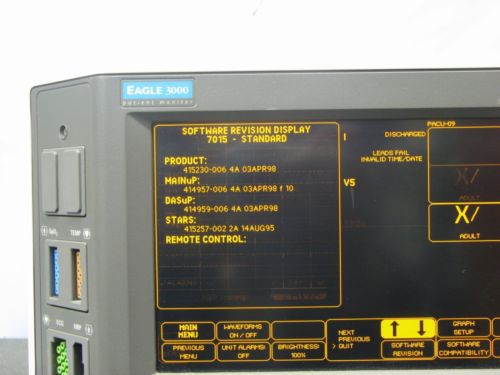 EAGLE 3000
patient monitor
SOFTWARE REVISION DISPLAY
7015 - STANDARD
PRODUCT:
415230-006 4A 03APR98
MAINuP:
414957-006 4A 03APR98 f 10
DASuP:
414959-006 4A 03APR98
STARS:
415257-002 2A 14AUG95
REMOTE CONTROL:
PACU-09
I
DISCHARGED
LEADS FAIL
INVALID TIME/DATE
V5
X/
ADULT
X/
ADULT
SpO2
TEMP
ECG
NBP
MAIN
MENU
WAVEFORMS
ON / OFF
NEXT
PREVIOUS
> QUIT
GRAPH
SETUP
PREVIOUS
MENU
UNIT ALARMS:
OFF
BRIGHTNESS:
100%
SOFTWARE
REVISION
SOFTWARE
COMPATIBILITY